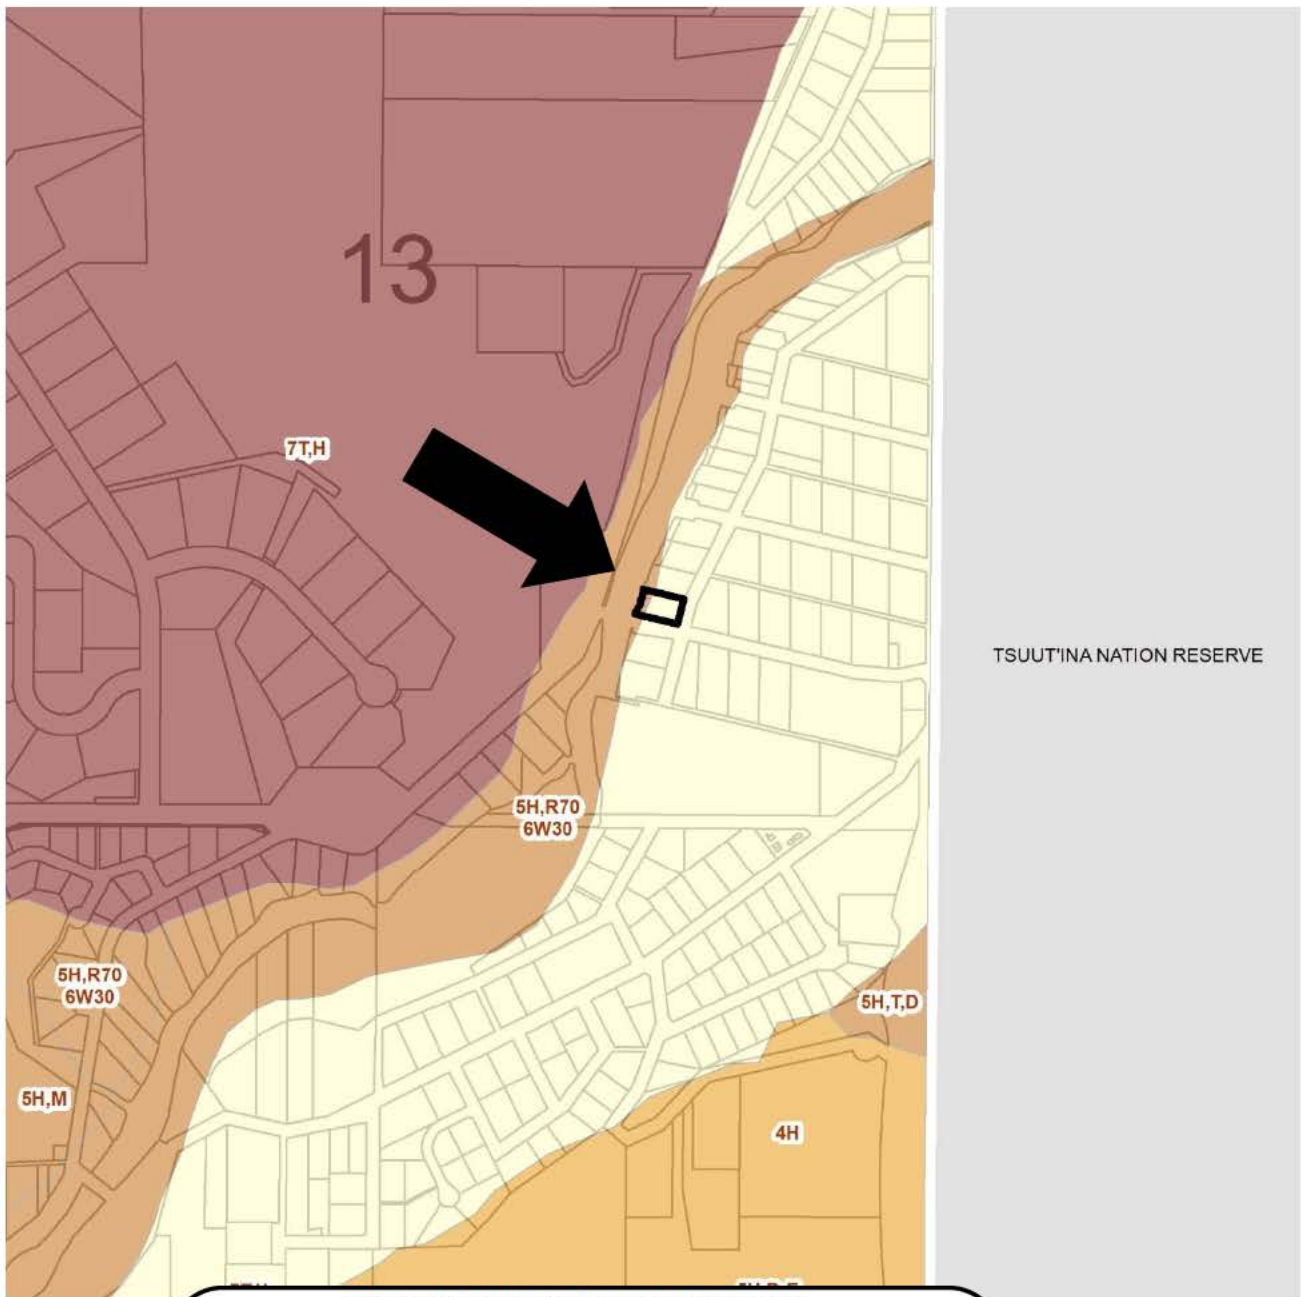 13
7T,H
TSUUT'INA NATION RESERVE
5H,R70
6W30
5H,R70
6W30
5H,T,D
5H,M
4H